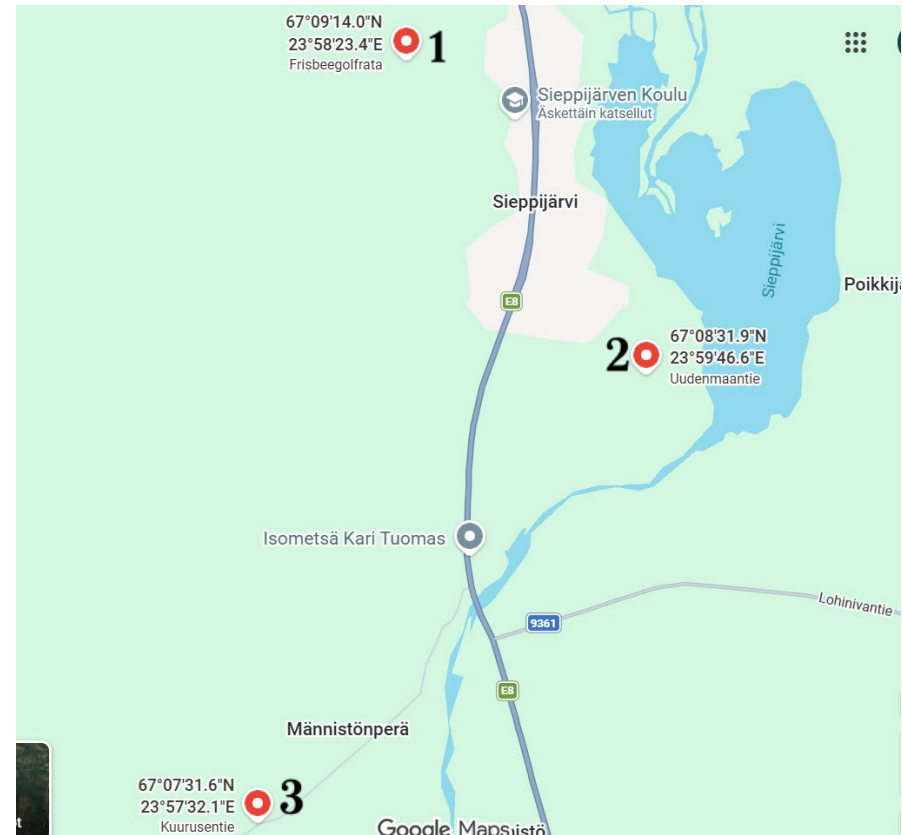 67°09'14.0"N
23°58'23.4"E
Frisbeegolfrata
1
Sieppijärven Koulu
Äskettäin katsellut
Sieppijärvi
Sieppijärvi
E8
Poikkijä
2
67°08'31.9"N
23°59'46.6"E
Uudenmaantie
Isometsä Kari Tuomas
Lohinivantie
9361
E8
Männistönperä
67°07'31.6"N
23°57'32.1"E
Kuurusentie
3
Google Maps